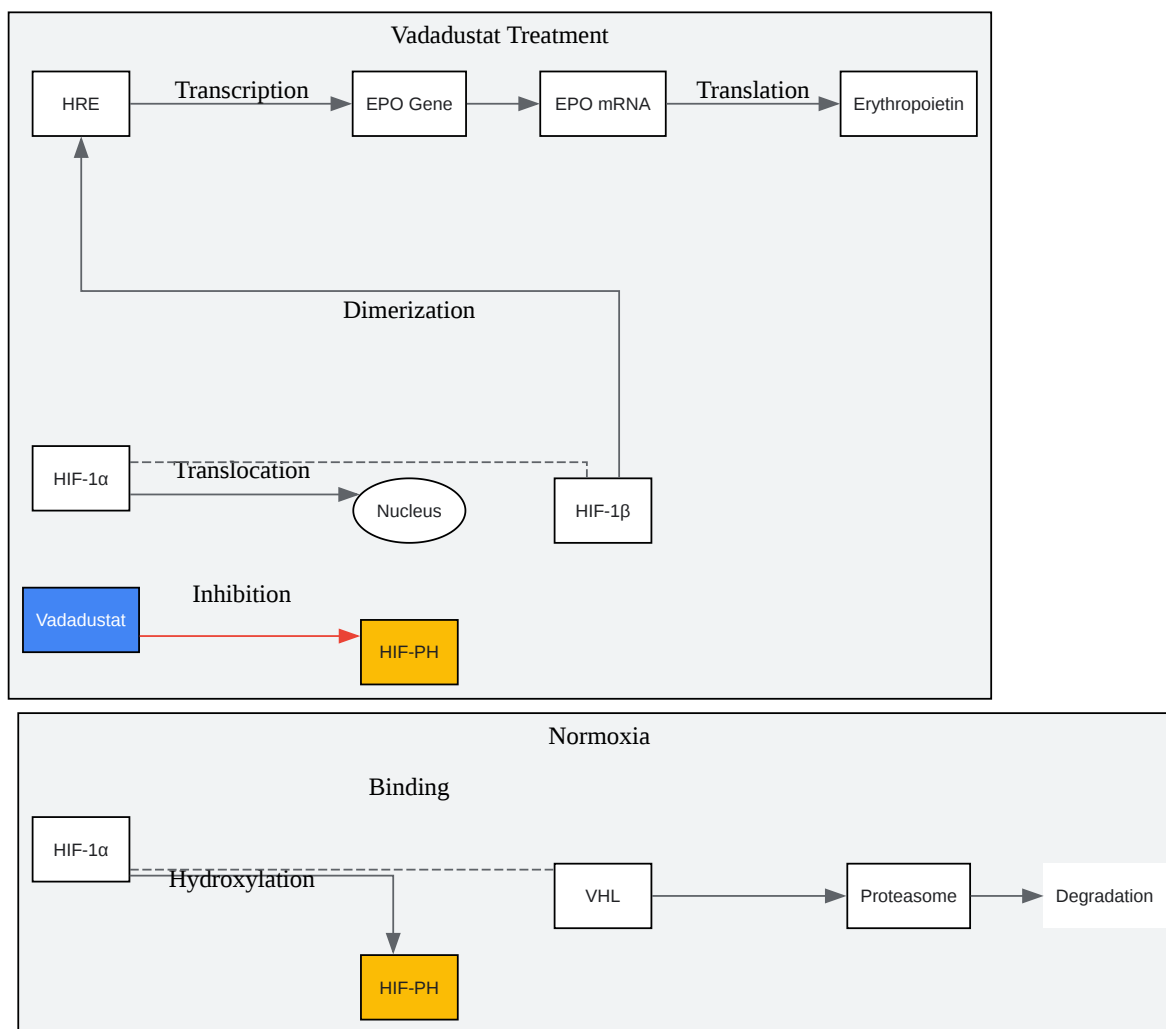 Vadadustat Treatment
HRE
Transcription
EPO Gene
EPO mRNA
Translation
Erythropoietin
Dimerization
HIF-1α
Translocation
Nucleus
HIF-1β
Vadadustat
Inhibition
HIF-PH
Normoxia
Binding
HIF-1α
Hydroxylation
VHL
Proteasome
Degradation
HIF-PH